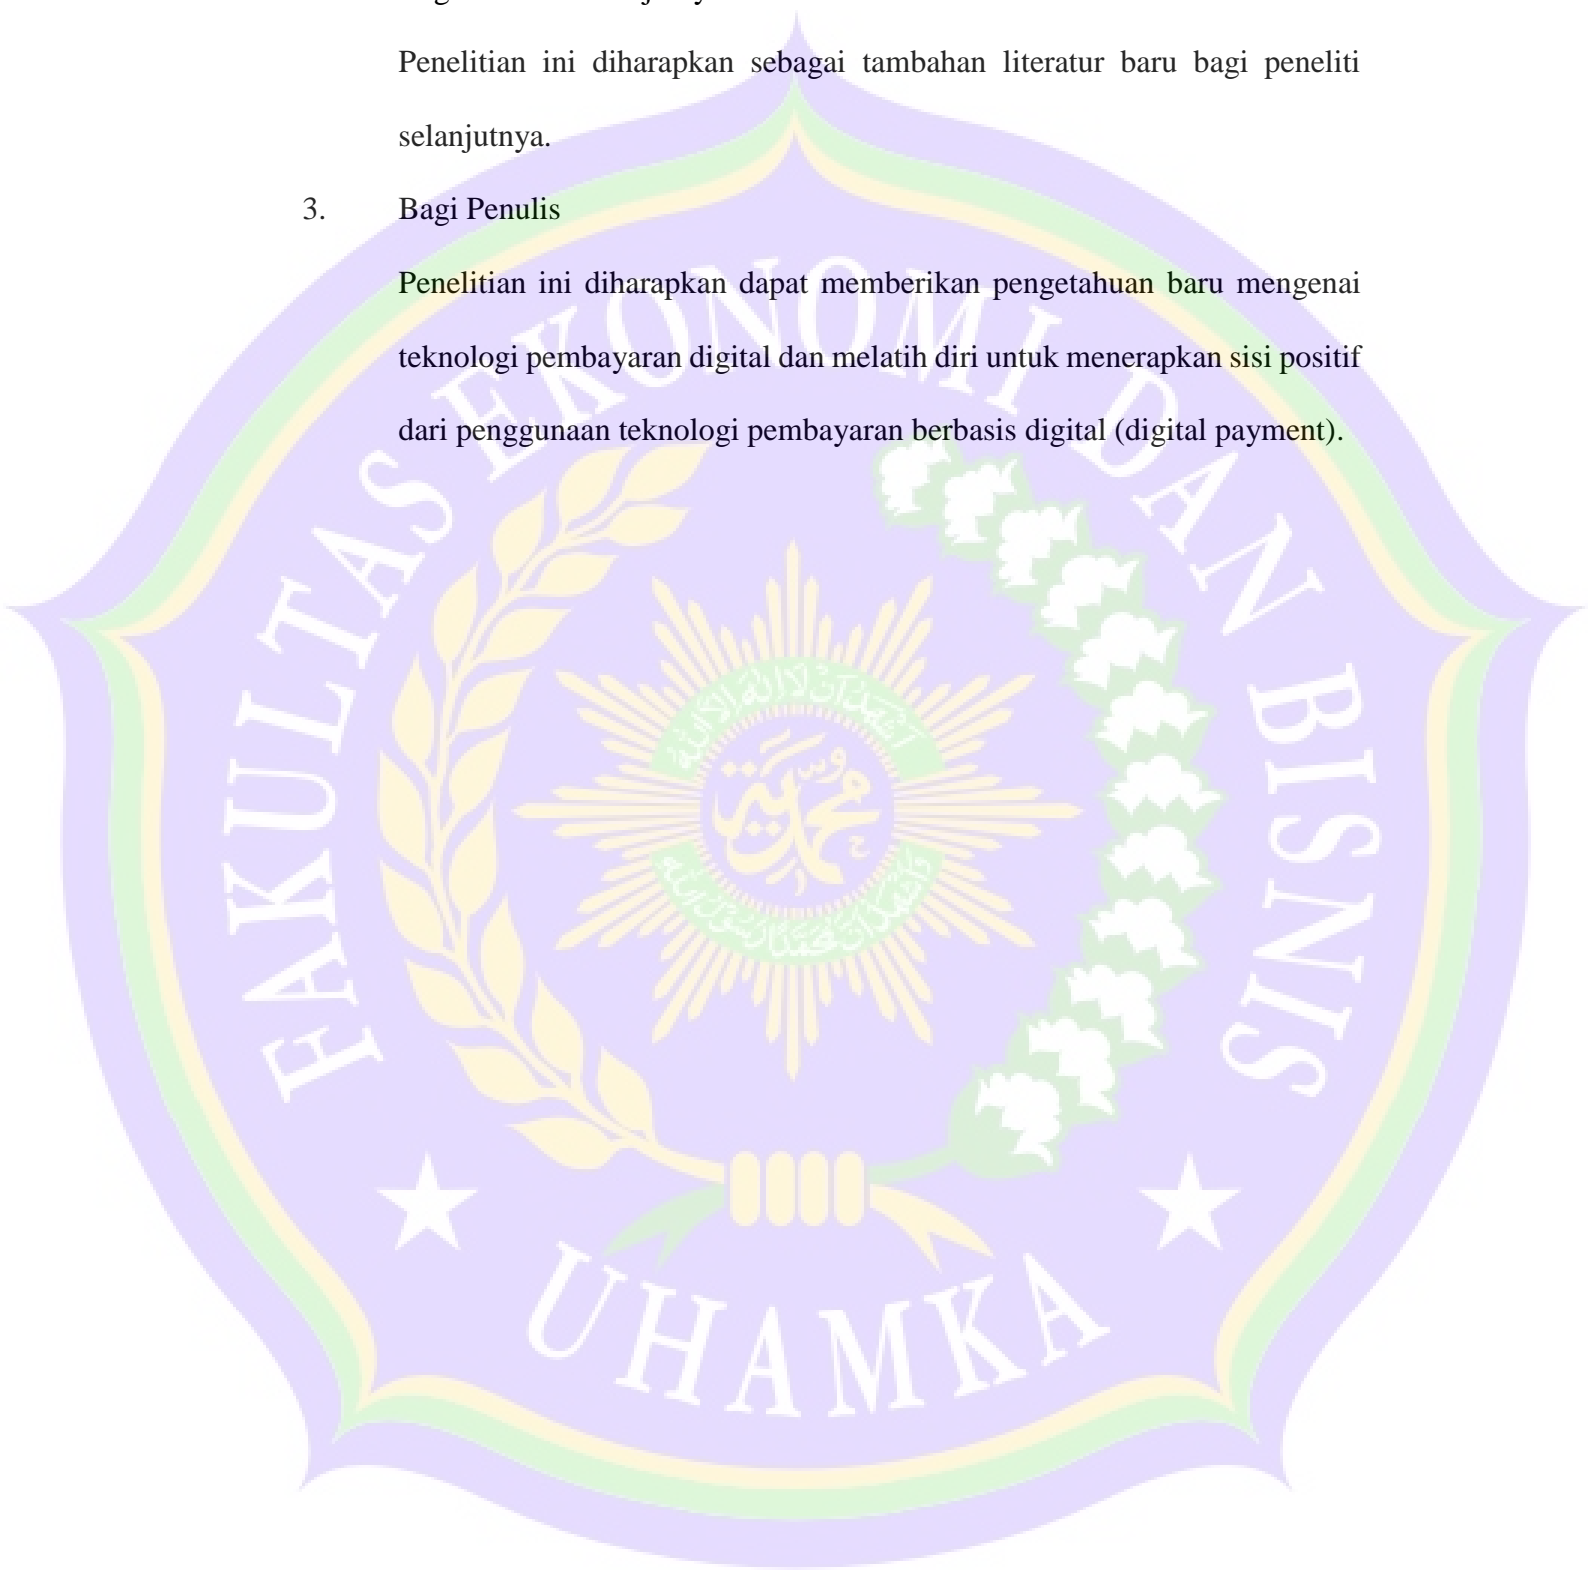 Penelitian ini diharapkan sebagai tambahan literatur baru bagi peneliti
selanjutnya.
3. Bagi Penulis
Penelitian ini diharapkan dapat memberikan pengetahuan baru mengenai
teknologi pembayaran digital dan melatih diri untuk menerapkan sisi positif
dari penggunaan teknologi pembayaran berbasis digital (digital payment).
FAKULTAS EKONOMI DAN BISNIS
UHAMKA
محمدية